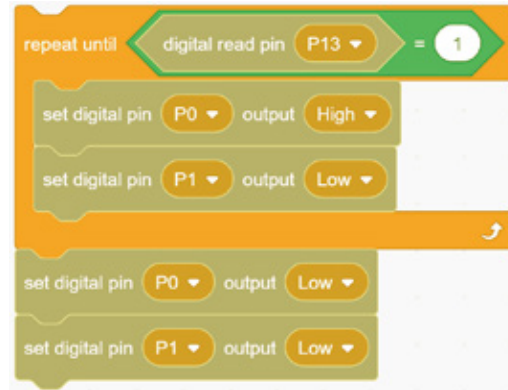 repeat until digital read pin P13 = 1
set digital pin P0 output High
set digital pin P1 output Low
set digital pin P0 output Low
set digital pin P1 output Low